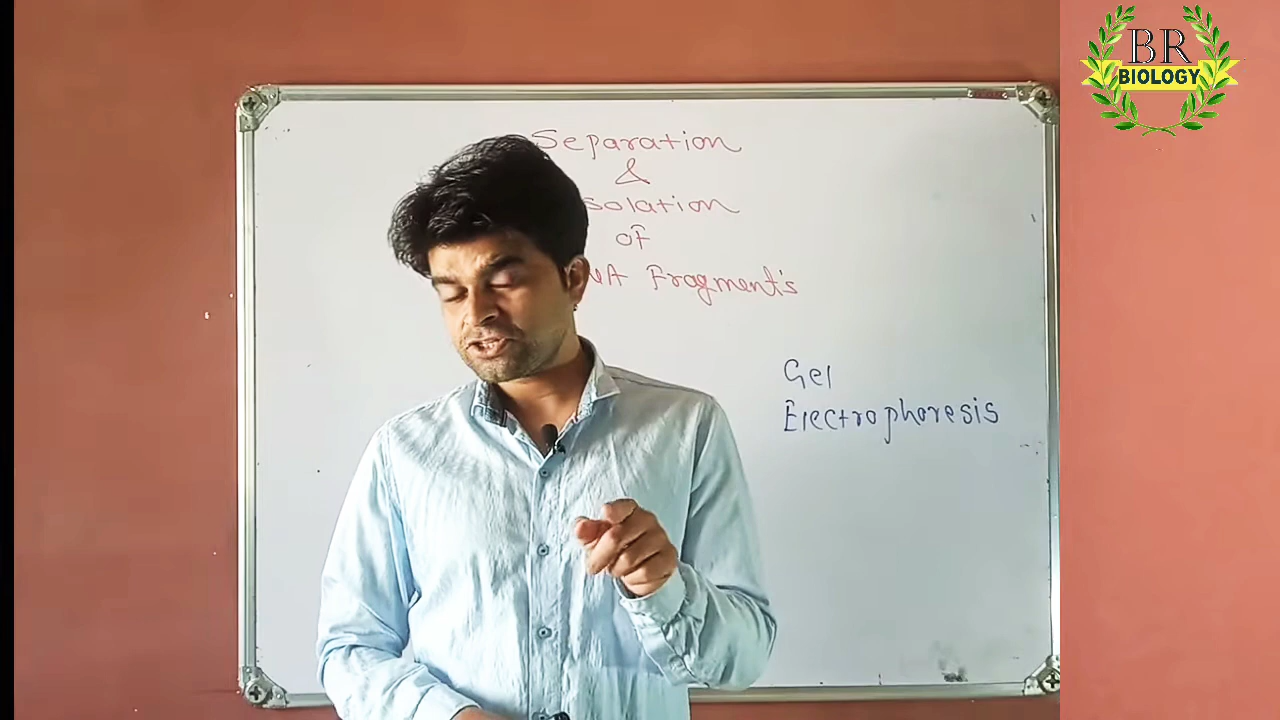 BR
BIOLOGY
Separation
&
solation
of
NA Fragment's
Gel
Electrophoresis